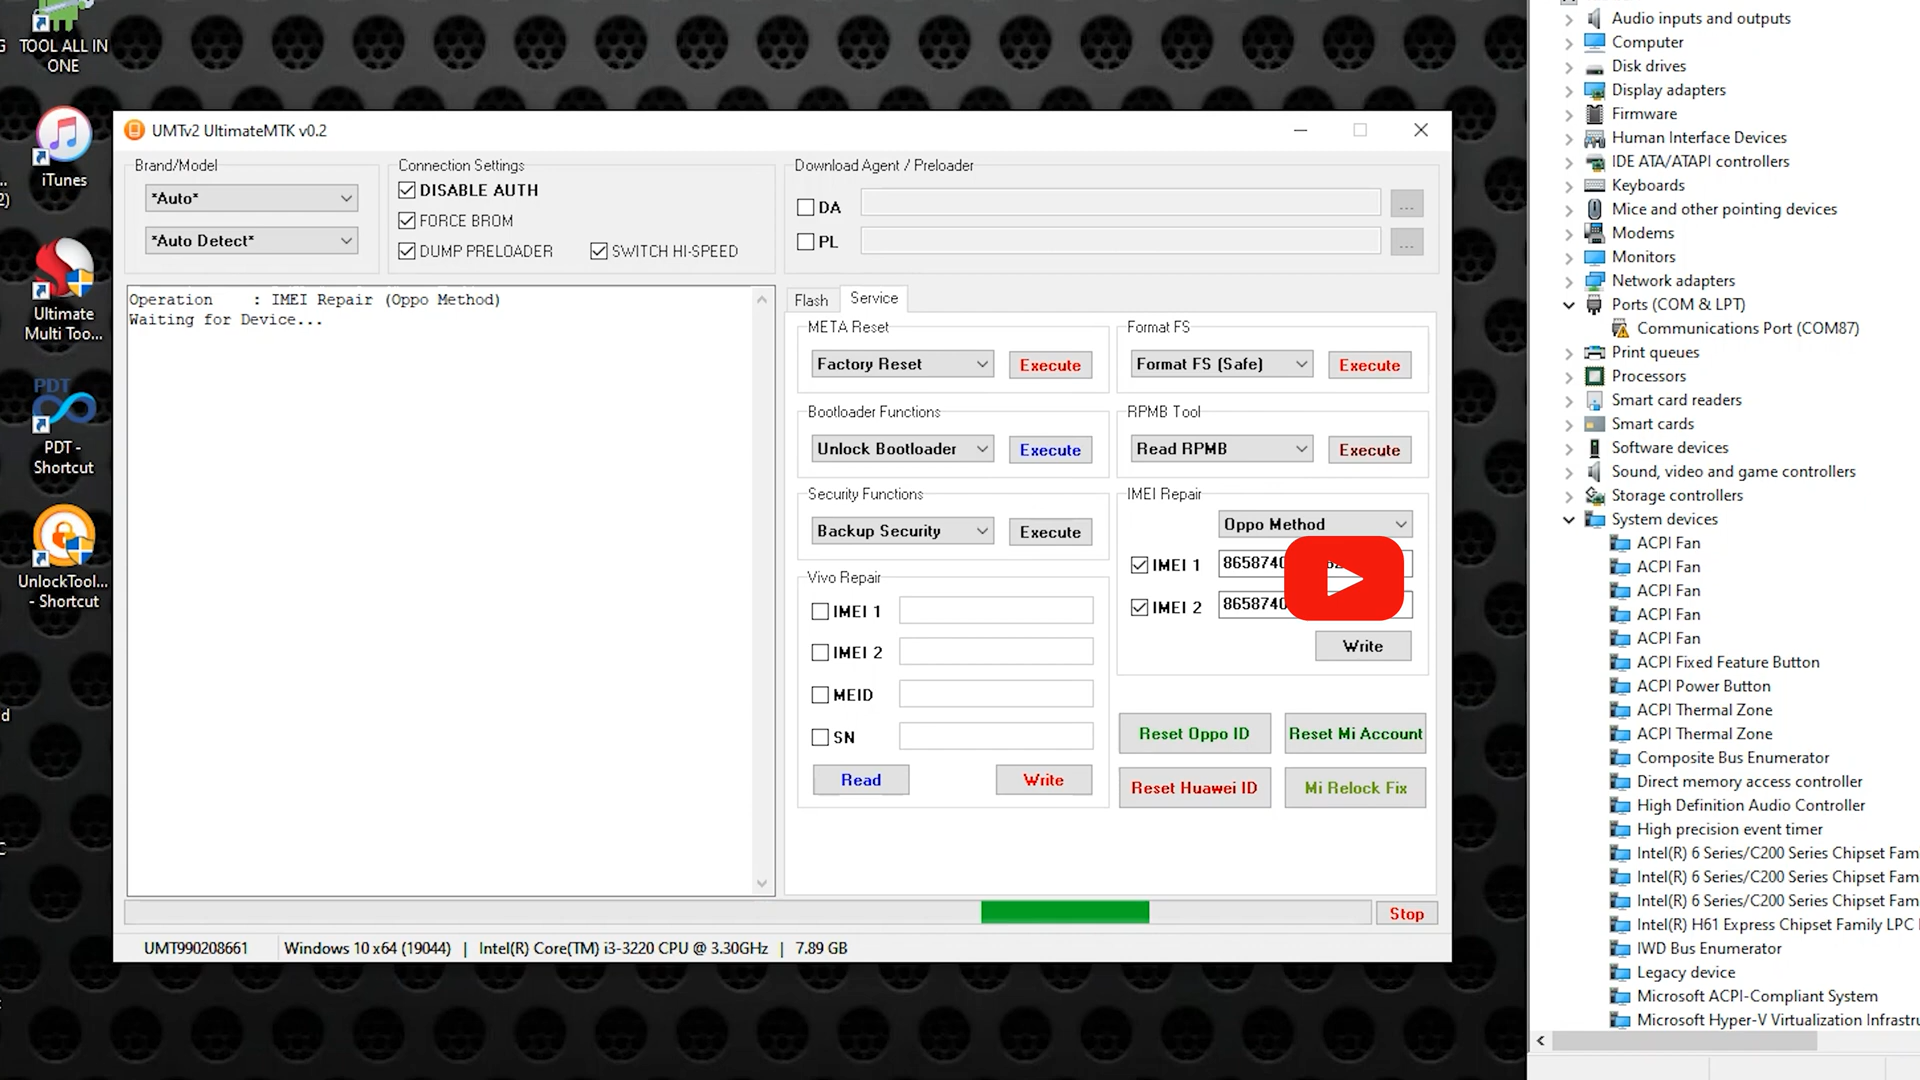 TOOL ALL IN
ONE
iTunes
Ultimate
Multi Too...
PDT
PDT -
Shortcut
UnlockTool...
- Shortcut
UMTv2 UltimateMTK v0.2
Brand/Model
*Auto*
*Auto Detect*
Connection Settings
DISABLE AUTH
FORCE BROM
DUMP PRELOADER
SWITCH HI-SPEED
Download Agent / Preloader
DA
...
PL
...
Operation    : IMEI Repair (Oppo Method)
Waiting for Device...
Flash
Service
META Reset
Factory Reset
Execute
Format FS
Format FS (Safe)
Execute
Bootloader Functions
Unlock Bootloader
Execute
RPMB Tool
Read RPMB
Execute
Security Functions
Backup Security
Execute
IMEI Repair
Oppo Method
IMEI 1
8658740
IMEI 2
8658740
Write
Vivo Repair
IMEI 1
IMEI 2
MEID
SN
Read
Write
Reset Oppo ID
Reset Mi Account
Reset Huawei ID
Mi Relock Fix
Stop
UMT990208661
Windows 10 x64 (19044) | Intel(R) Core(TM) i3-3220 CPU @ 3.30GHz | 7.89 GB
Audio inputs and outputs
Computer
Disk drives
Display adapters
Firmware
Human Interface Devices
IDE ATA/ATAPI controllers
Keyboards
Mice and other pointing devices
Modems
Monitors
Network adapters
Ports (COM & LPT)
Communications Port (COM87)
Print queues
Processors
Smart card readers
Smart cards
Software devices
Sound, video and game controllers
Storage controllers
System devices
ACPI Fan
ACPI Fan
ACPI Fan
ACPI Fan
ACPI Fan
ACPI Fixed Feature Button
ACPI Power Button
ACPI Thermal Zone
ACPI Thermal Zone
Composite Bus Enumerator
Direct memory access controller
High Definition Audio Controller
High precision event timer
Intel(R) 6 Series/C200 Series Chipset Fam
Intel(R) 6 Series/C200 Series Chipset Fam
Intel(R) 6 Series/C200 Series Chipset Fam
Intel(R) H61 Express Chipset Family LPC
IWD Bus Enumerator
Legacy device
Microsoft ACPI-Compliant System
Microsoft Hyper-V Virtualization Infrastru